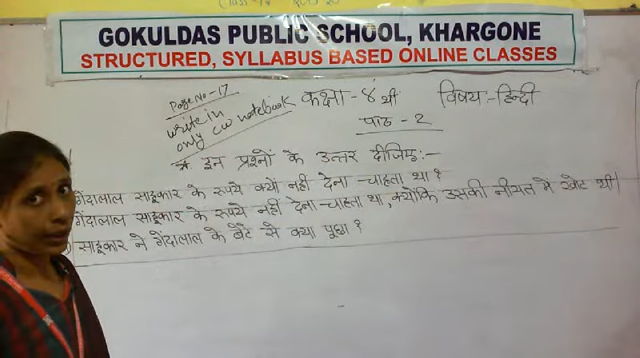 GOKULDAS PUBLIC SCHOOL, KHARGONE
STRUCTURED, SYLLABUS BASED ONLINE CLASSES
Page No-17
write in
only cw notebook
कक्षा-४ थी
विषय:-हिन्दी
पाठ-2
* इन प्रश्नों के उत्तर दीजिए:-
गेंदालाल साहूकार के रुपये क्यों नहीं देना चाहता था?
गेंदालाल साहूकार के रुपये नहीं देना चाहता था, क्योंकि उसकी नीयत में खोट थी।
साहूकार ने गेंदालाल के बेटे से क्या पूछा?